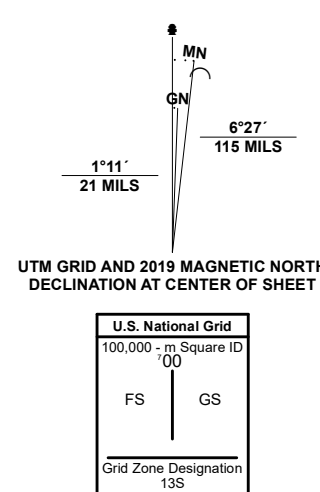 MN
GN
6°27´
115 MILS
1°11´
21 MILS
UTM GRID AND 2019 MAGNETIC NORTH
DECLINATION AT CENTER OF SHEET
U.S. National Grid
100,000 - m Square ID
⁷00
FS GS
Grid Zone Designation
13S